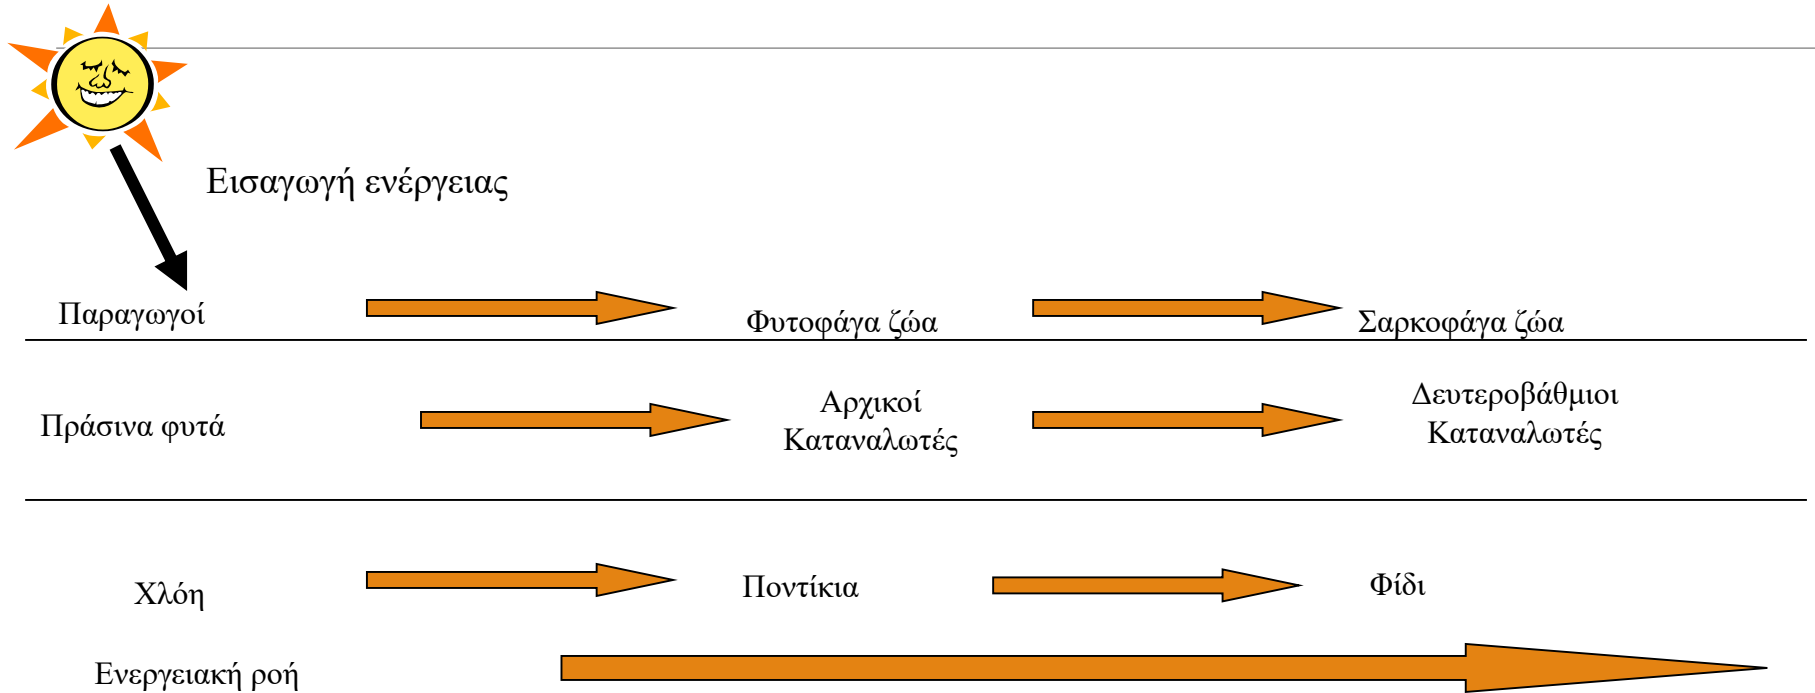 Εισαγωγή ενέργειας
Παραγωγοί
Φυτοφάγα ζώα
Σαρκοφάγα ζώα
Πράσινα φυτά
Αρχικοί
Καταναλωτές
Δευτεροβάθμιοι
Καταναλωτές
Χλόη
Ποντίκια
Φίδι
Ενεργειακή ροή